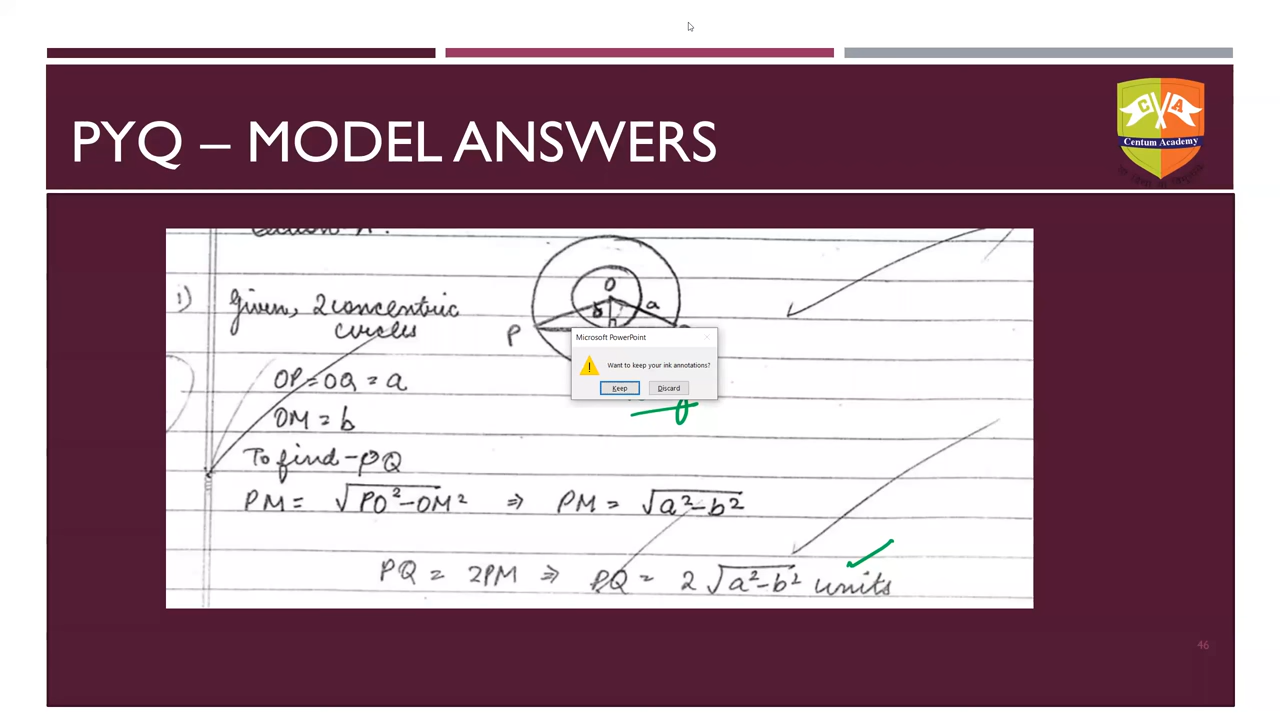 PYQ – MODEL ANSWERS
C A
Centum Academy
1) Given, 2 concentric
circles
O
b
a
P
OP = OQ = a
OM = b
To find - PQ
PM = √PO²-OM² ⇒ PM = √a²-b²
PQ = 2PM ⇒ PQ = 2√a²-b² units
Microsoft PowerPoint
Want to keep your ink annotations?
Keep Discard
46